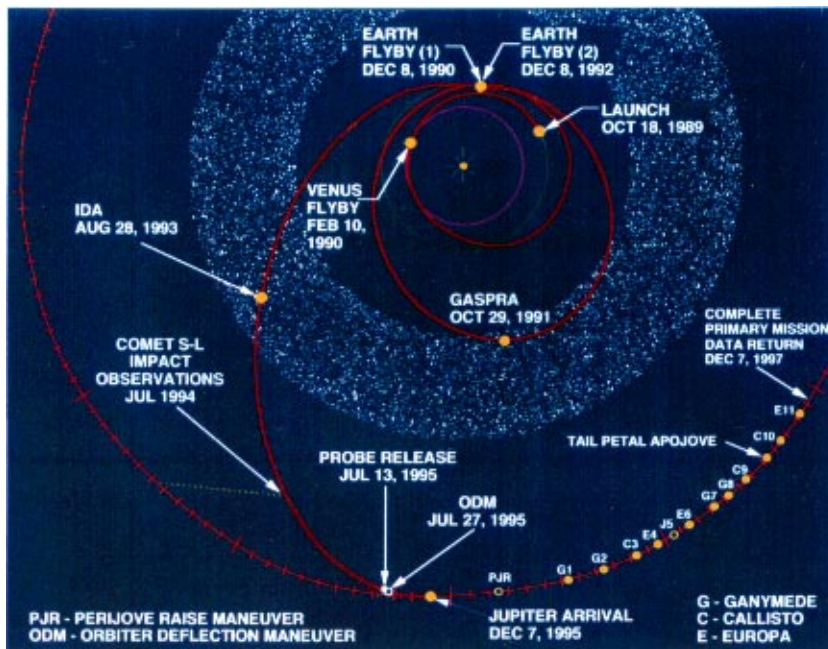 EARTH
FLYBY (1)
DEC 8, 1990
EARTH
FLYBY (2)
DEC 8, 1992
LAUNCH
OCT 18, 1989
VENUS
FLYBY
FEB 10,
1990
IDA
AUG 28, 1993
GASPRA
OCT 29, 1991
COMET S-L
IMPACT
OBSERVATIONS
JUL 1994
COMPLETE
PRIMARY MISSION
DATA RETURN
DEC 7, 1997
E11
C10
TAIL PETAL APOJOVE
C9
G8
G7
E6
J5
E4
C3
G2
G1
PJR
PROBE RELEASE
JUL 13, 1995
ODM
JUL 27, 1995
JUPITER ARRIVAL
DEC 7, 1995
PJR - PERIJOVE RAISE MANEUVER
ODM - ORBITER DEFLECTION MANEUVER
G - GANYMEDE
C - CALLISTO
E - EUROPA